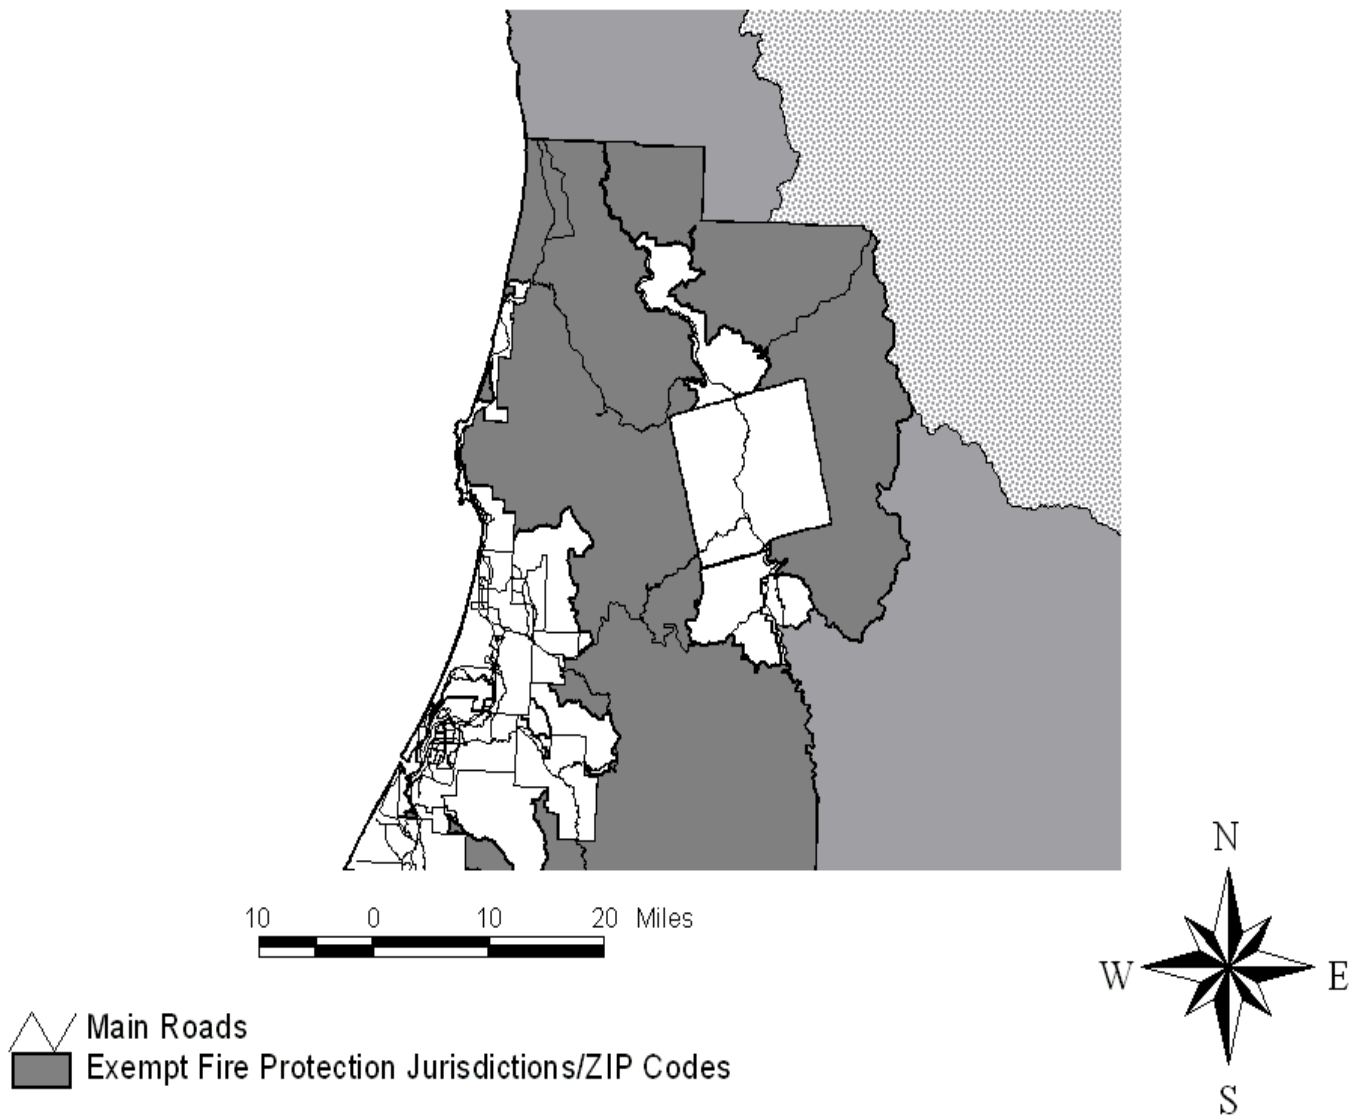 N
W E
S
10 0 10 20 Miles
Main Roads
Exempt Fire Protection Jurisdictions/ZIP Codes